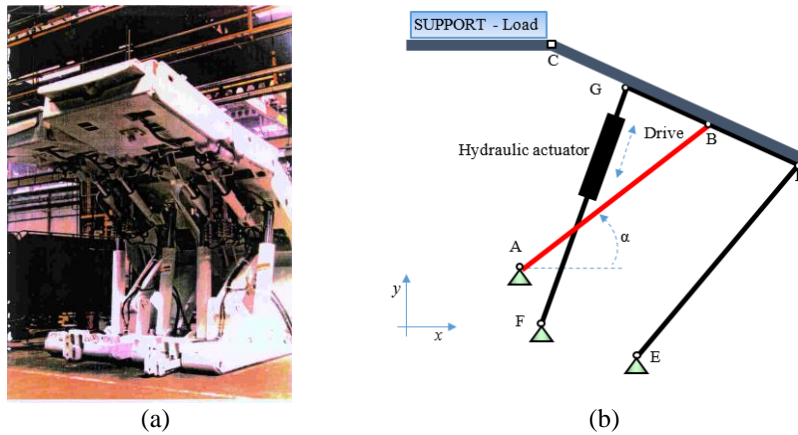 SUPPORT - Load
C
G
B
Drive
Hydraulic actuator
A
α
y
x
F
E
(a)
(b)